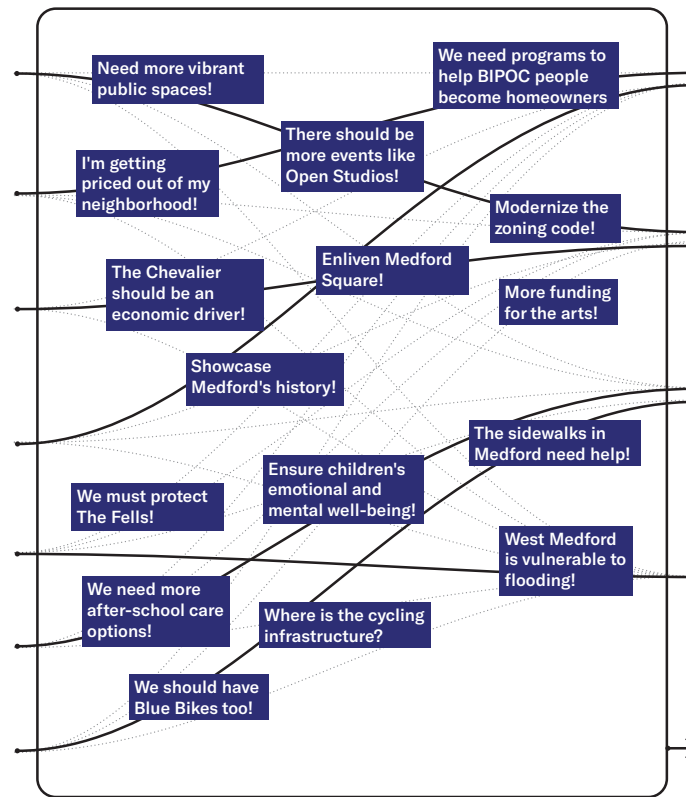 Need more vibrant
public spaces!
We need programs to
help BIPOC people
become homeowners
There should be
more events like
Open Studios!
I'm getting
priced out of my
neighborhood!
Modernize the
zoning code!
Enliven Medford
Square!
The Chevalier
should be an
economic driver!
More funding
for the arts!
Showcase
Medford's history!
The sidewalks in
Medford need help!
Ensure children's
emotional and
mental well-being!
We must protect
The Fells!
West Medford
is vulnerable to
flooding!
We need more
after-school care
options!
Where is the cycling
infrastructure?
We should have
Blue Bikes too!